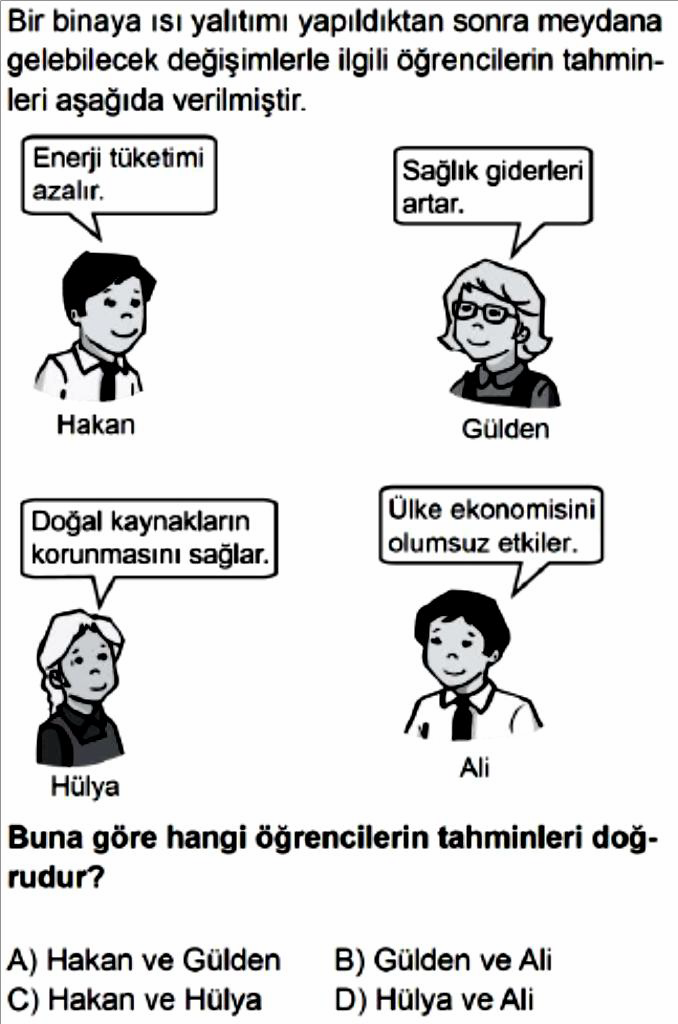 Bir binaya ısı yalıtımı yapıldıktan sonra meydana
gelebilecek değişimlerle ilgili öğrencilerin tahmin-
leri aşağıda verilmiştir.
Enerji tüketimi
azalır.
Hakan
Sağlık giderleri
artar.
Gülden
Doğal kaynakların
korunmasını sağlar.
Hülya
Ülke ekonomisini
olumsuz etkiler.
Ali
Buna göre hangi öğrencilerin tahminleri doğ-
rudur?
A) Hakan ve Gülden B) Gülden ve Ali
C) Hakan ve Hülya D) Hülya ve Ali